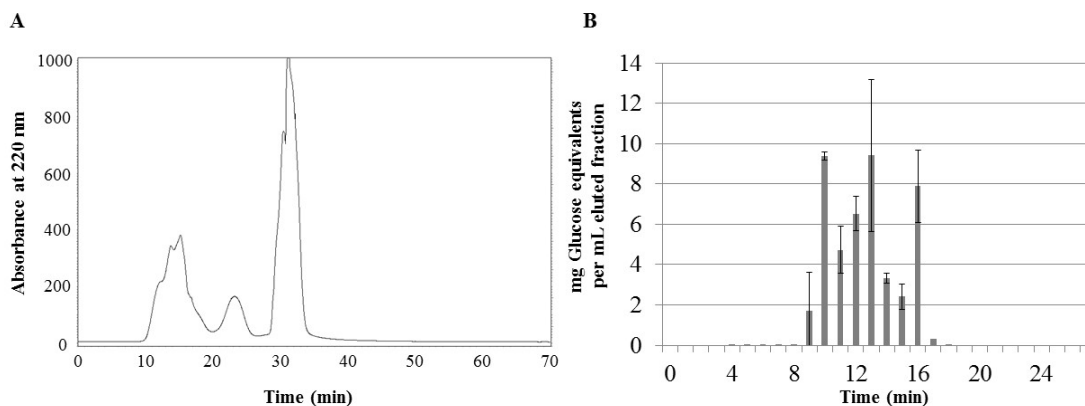 A
Absorbance at 220 nm
1000
800
600
400
200
0
0 10 20 30 40 50 60 70
Time (min)
B
mg Glucose equivalents
per mL eluted fraction
14
12
10
8
6
4
2
0
0 4 8 12 16 20 24
Time (min)